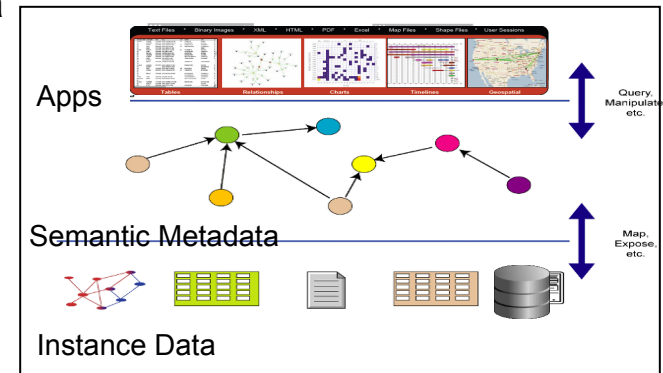 Text Files * Binary Images * XML * HTML * PDF * Excel * Map Files * Shape Files * User Sessions
Tables Relationships Charts Timelines Geospatial
Apps
Query,
Manipulate
etc.
Semantic Metadata
Map,
Expose,
etc.
Instance Data